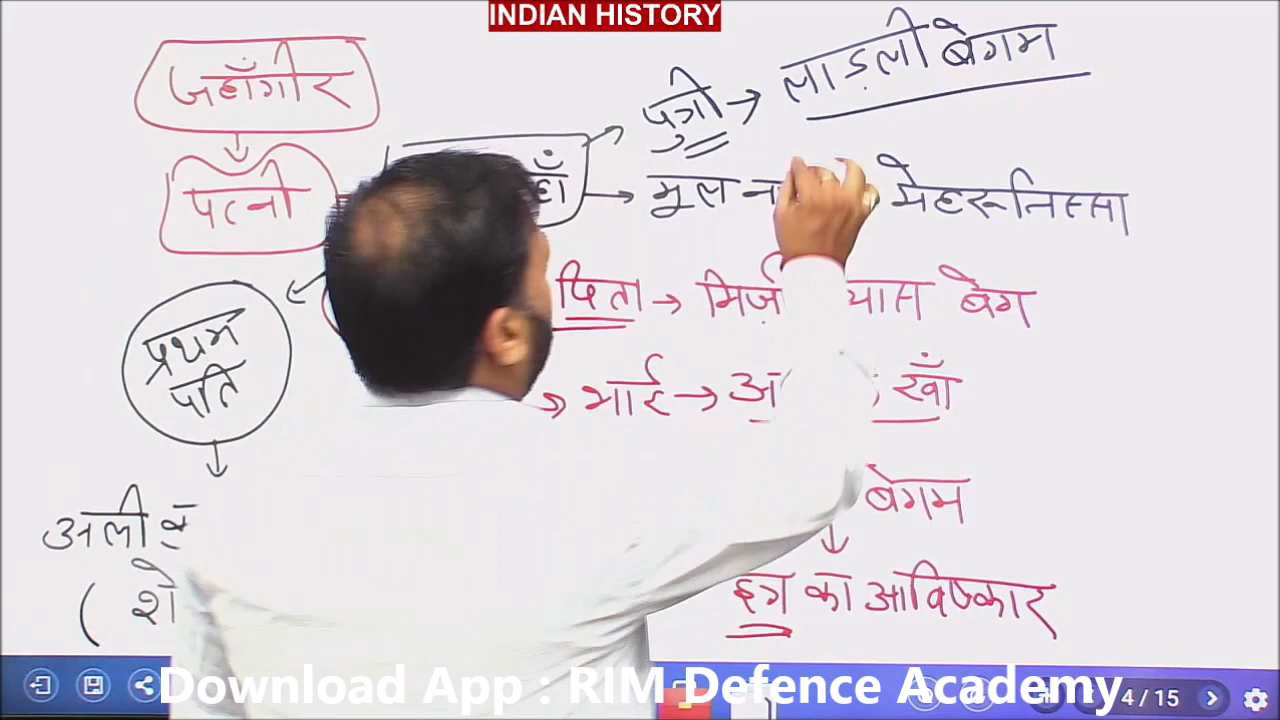 INDIAN HISTORY
जहाँगीर
पुत्री → लाड़ली बेगम
पत्नी
हाँ → मूल मेहरूनिस्सा
पिता → मिर्ज़ यास बेग
प्रथम
पति
→ भाई → खाँ
अली
बेगम
( शे
इत्र का आविष्कार
Download App : RIM Defence Academy
4 / 15